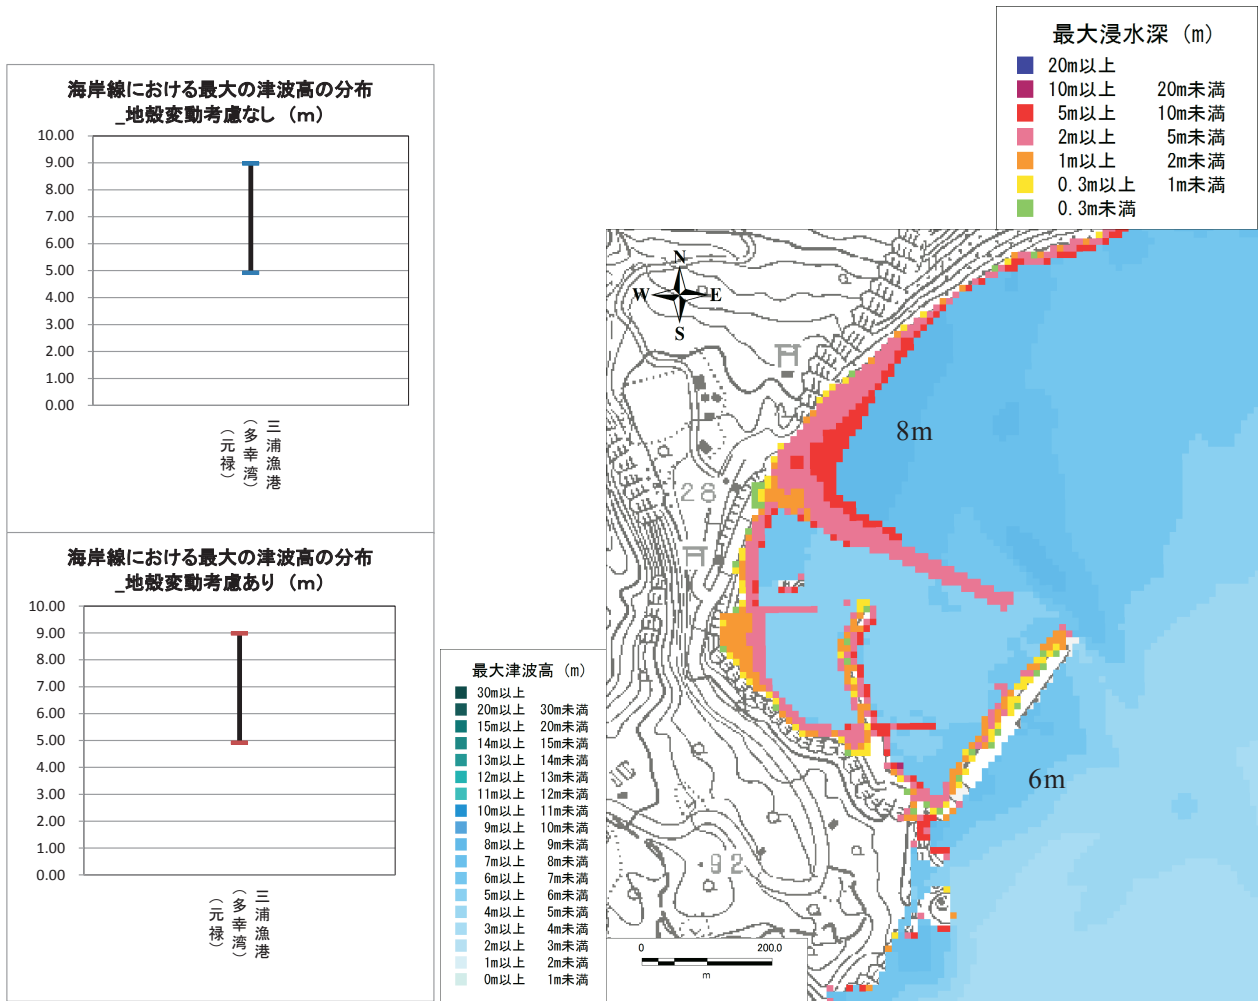 海岸線における最大の津波高の分布
_地殻変動考慮なし（m）
10.00
9.00
8.00
7.00
6.00
5.00
4.00
3.00
2.00
1.00
0.00
三浦漁港
（多幸湾）
（元禄）
海岸線における最大の津波高の分布
_地殻変動考慮あり（m）
10.00
9.00
8.00
7.00
6.00
5.00
4.00
3.00
2.00
1.00
0.00
三浦漁港
（多幸湾）
（元禄）
最大津波高（m）
30m以上
20m以上 30m未満
15m以上 20m未満
14m以上 15m未満
13m以上 14m未満
12m以上 13m未満
11m以上 12m未満
10m以上 11m未満
9m以上 10m未満
8m以上 9m未満
7m以上 8m未満
6m以上 7m未満
5m以上 6m未満
4m以上 5m未満
3m以上 4m未満
2m以上 3m未満
1m以上 2m未満
0m以上 1m未満
最大浸水深（m）
20m以上
10m以上 20m未満
5m以上 10m未満
2m以上 5m未満
1m以上 2m未満
0.3m以上 1m未満
0.3m未満
N
W E
S
8m
28
6m
92
0 200.0
m